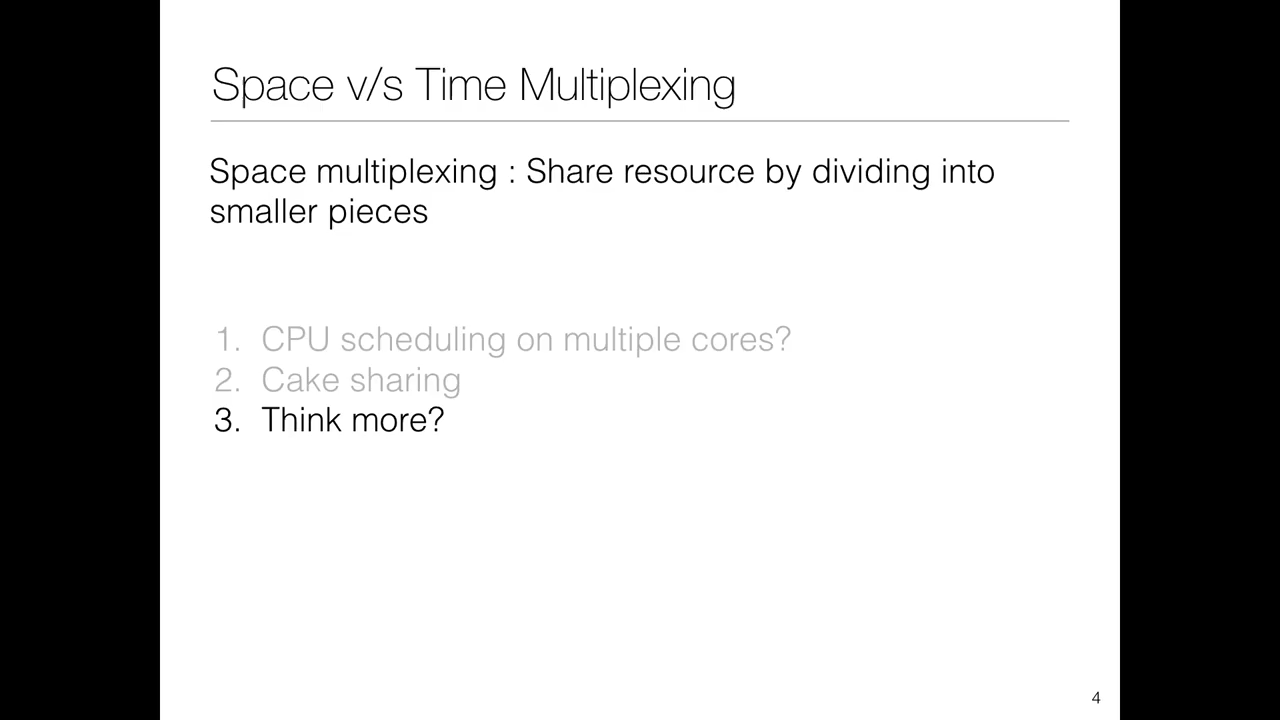 Space v/s Time Multiplexing
Space multiplexing : Share resource by dividing into
smaller pieces
1. CPU scheduling on multiple cores?
2. Cake sharing
3. Think more?
4